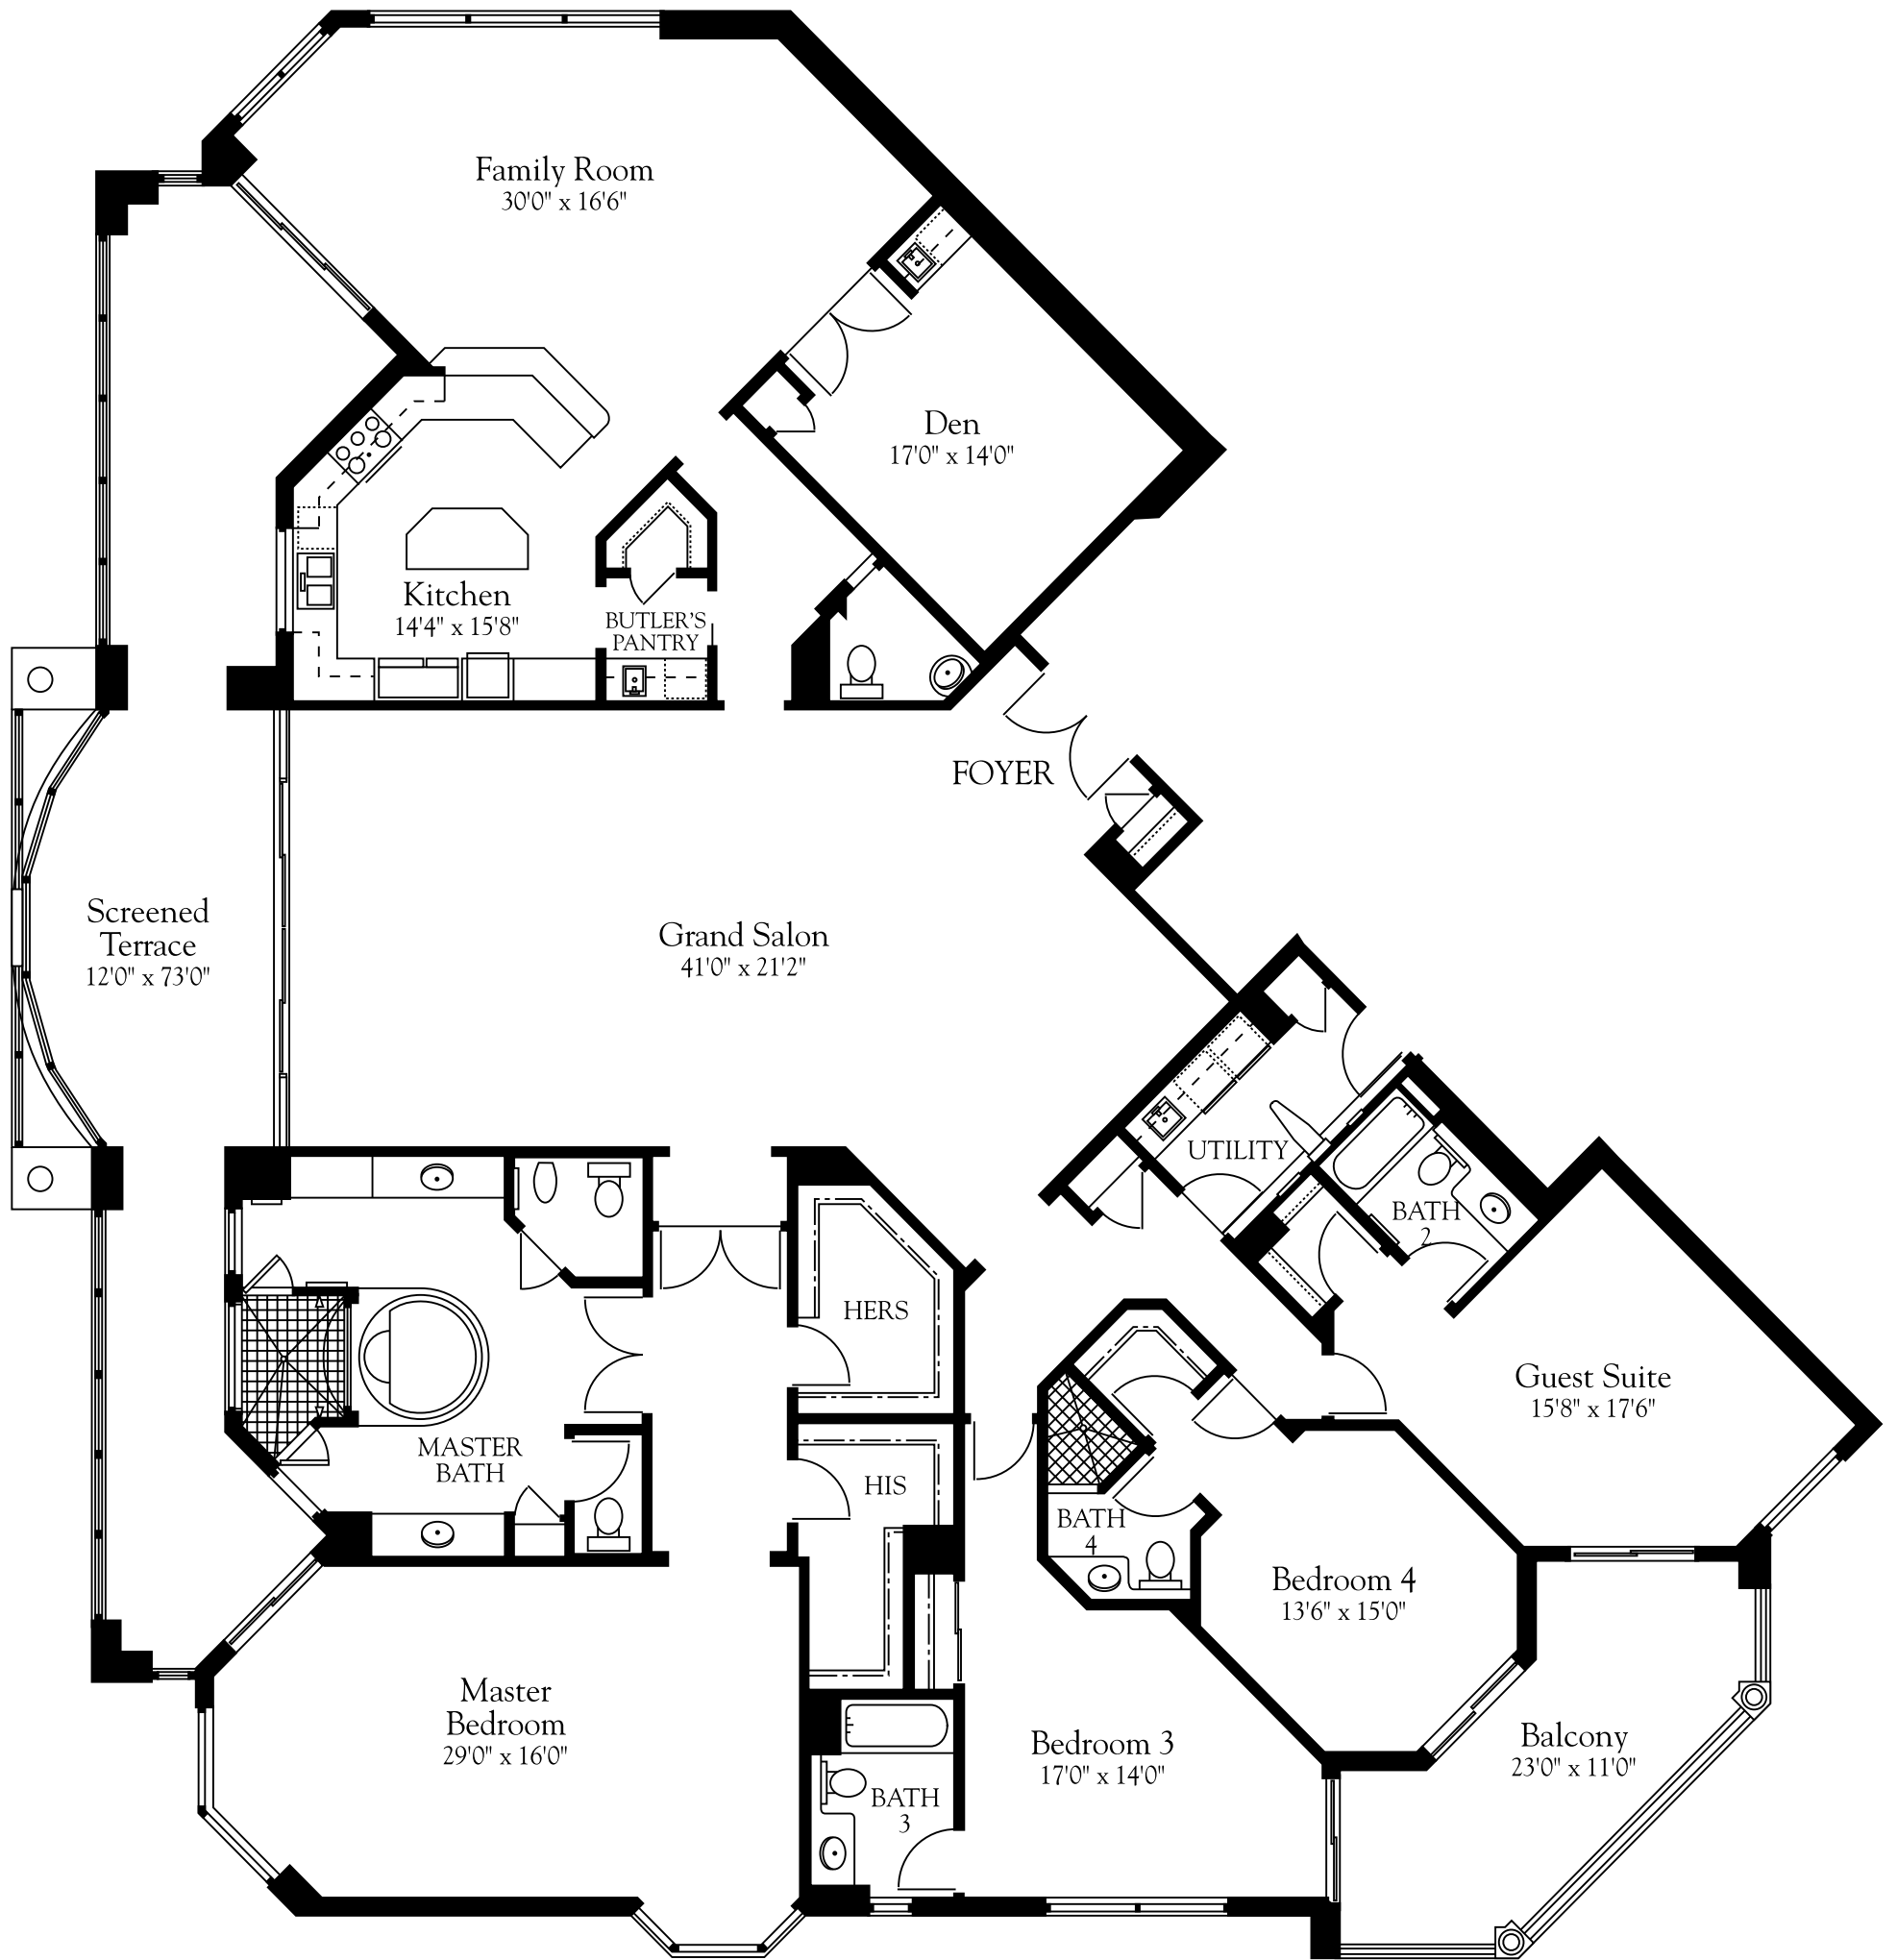 Family Room
30'0" x 16'6"
Den
17'0" x 14'0"
Kitchen
14'4" x 15'8"
BUTLER'S
PANTRY
FOYER
Screened
Terrace
12'0" x 73'0"
Grand Salon
41'0" x 21'2"
UTILITY
BATH
2
HERS
Guest Suite
15'8" x 17'6"
MASTER
BATH
HIS
BATH
4
Bedroom 4
13'6" x 15'0"
Master
Bedroom
29'0" x 16'0"
Bedroom 3
17'0" x 14'0"
Balcony
23'0" x 11'0"
BATH
3